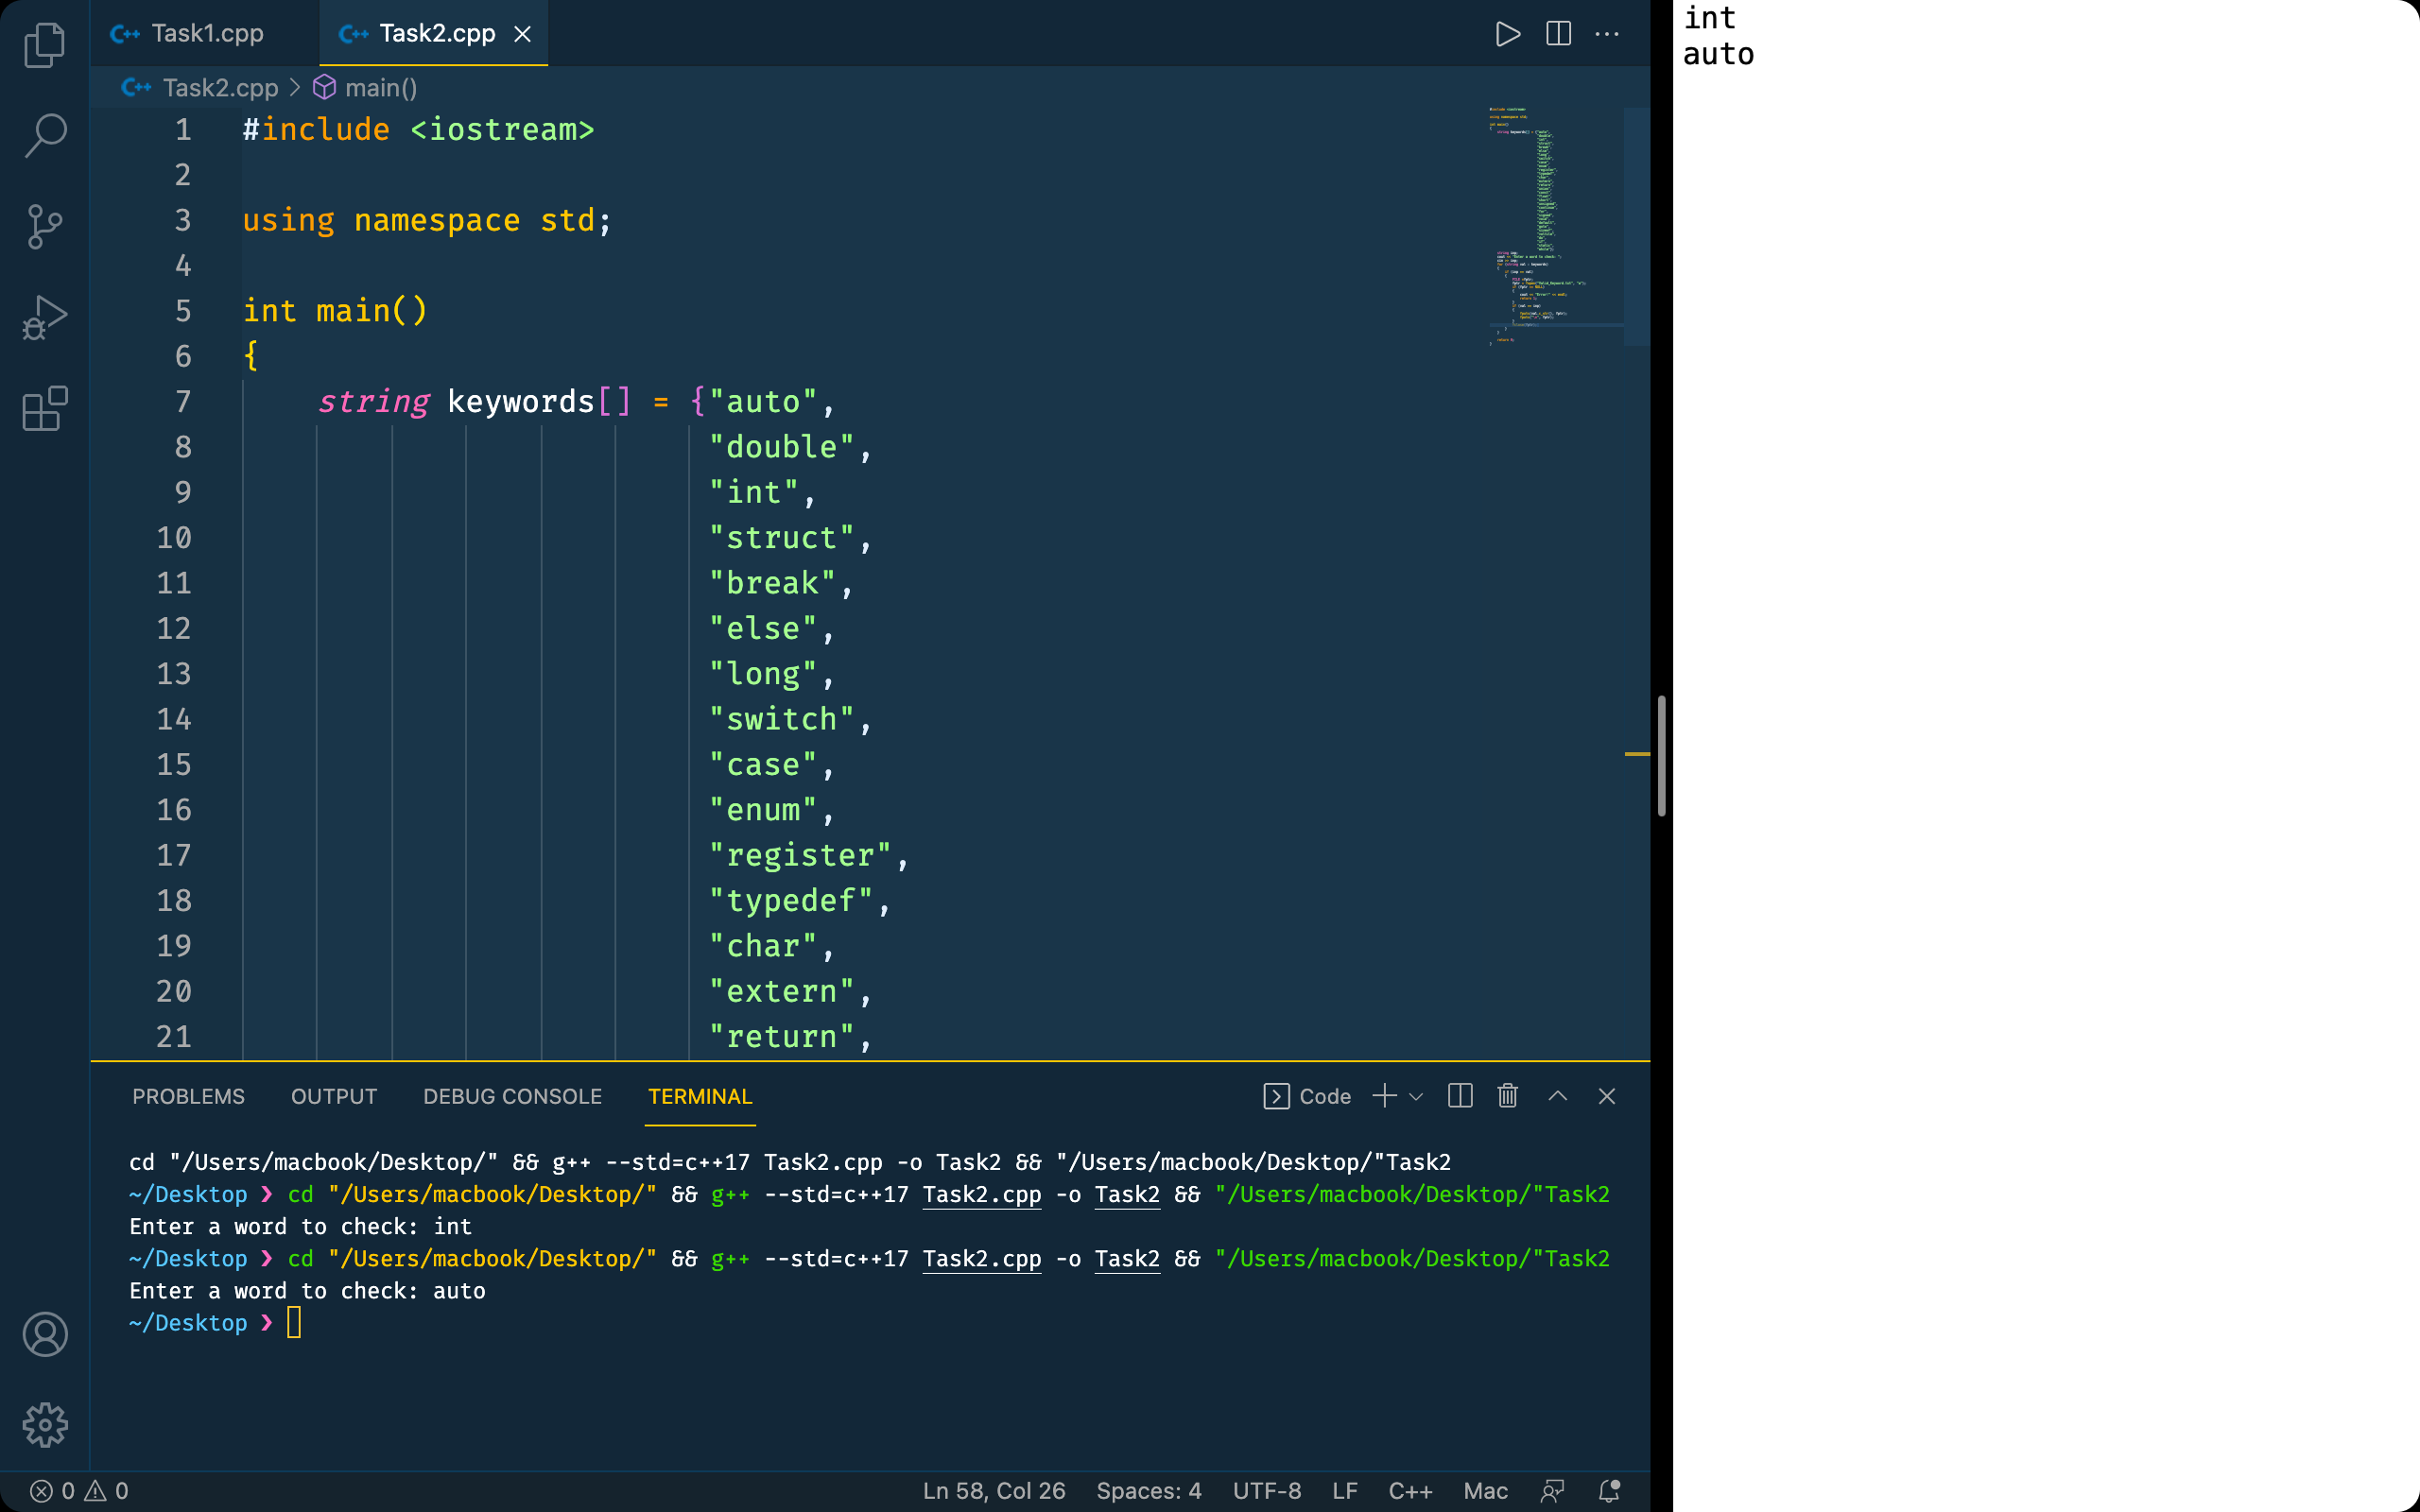 Task1.cpp
Task2.cpp
Task2.cpp > main()
1 #include <iostream>
2
3 using namespace std;
4
5 int main()
6 {
7 string keywords[] = {"auto",
8 "double",
9 "int",
10 "struct",
11 "break",
12 "else",
13 "long",
14 "switch",
15 "case",
16 "enum",
17 "register",
18 "typedef",
19 "char",
20 "extern",
21 "return",
PROBLEMS OUTPUT DEBUG CONSOLE TERMINAL Code
cd "/Users/macbook/Desktop/" && g++ --std=c++17 Task2.cpp -o Task2 && "/Users/macbook/Desktop/"Task2
~/Desktop ❯ cd "/Users/macbook/Desktop/" && g++ --std=c++17 Task2.cpp -o Task2 && "/Users/macbook/Desktop/"Task2
Enter a word to check: int
~/Desktop ❯ cd "/Users/macbook/Desktop/" && g++ --std=c++17 Task2.cpp -o Task2 && "/Users/macbook/Desktop/"Task2
Enter a word to check: auto
~/Desktop ❯
0 0 Ln 58, Col 26 Spaces: 4 UTF-8 LF C++ Mac
int
auto